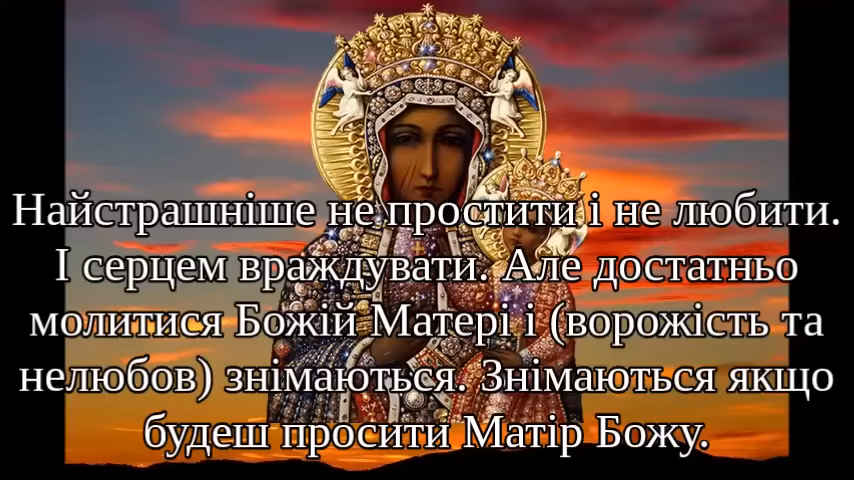 Найстрашніше не простити і не любити.
І серцем враждувати. Але достатньо
молитися Божій Матері і (ворожість та
нелюбов) знімаються. Знімаються якщо
будеш просити Матір Божу.